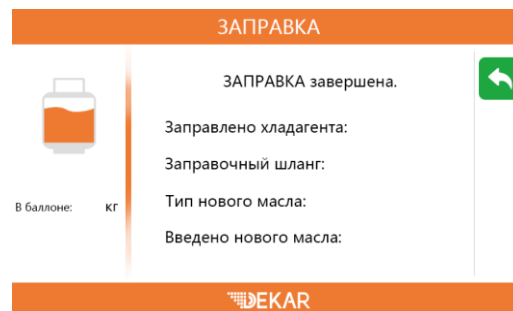 ЗАПРАВКА
ЗАПРАВКА завершена.
Заправлено хладагента:
Заправочный шланг:
Тип нового масла:
Введено нового масла:
В баллоне: кг
DEKAR